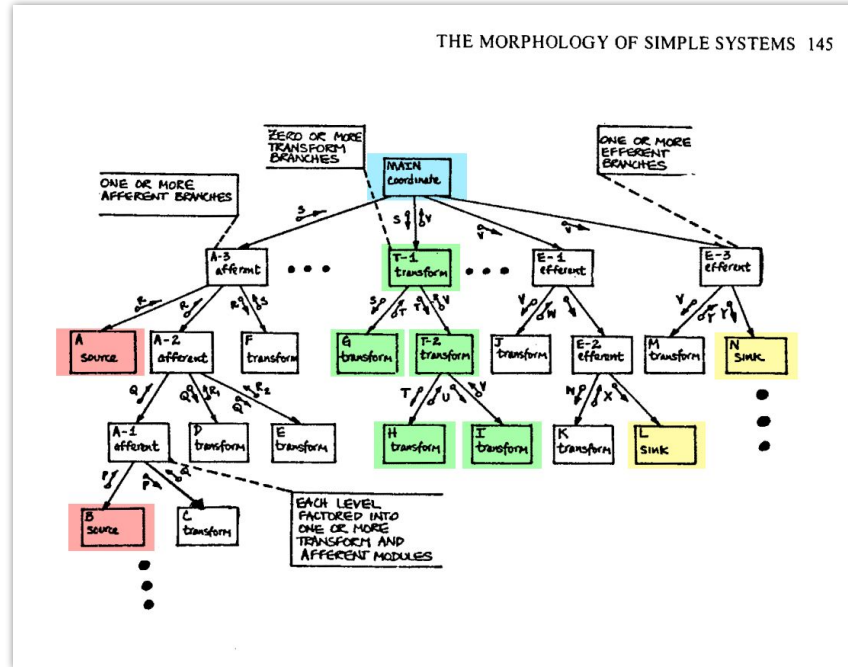 THE MORPHOLOGY OF SIMPLE SYSTEMS 145
ZERO OR MORE
TRANSFORM
BRANCHES
ONE OR MORE
EFFERENT
BRANCHES
MAIN
coordinate
ONE OR MORE
AFFERENT BRANCHES
S
S
V
V
V
A-3
afferent
T-1
transform
E-1
efferent
E-3
efferent
R
R
R
S
S
T
T
V
V
W
V
Y
Y
A
source
A-2
afferent
F
transform
G
transform
T-2
transform
J
transform
E-2
efferent
M
transform
N
sink
Q
Q
R1
Q
R2
T
U
V
W
X
A-1
afferent
D
transform
E
transform
H
transform
I
transform
K
transform
L
sink
P
P
Q
B
source
C
transform
EACH LEVEL
FACTORED INTO
ONE OR MORE
TRANSFORM AND
AFFERENT MODULES